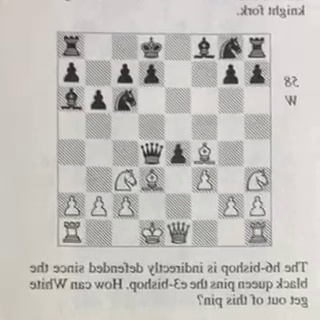 knight fork.
58
W
The h6-bishop is indirectly defended since the
black queen pins the e3-bishop. How can White
get out of this pin?